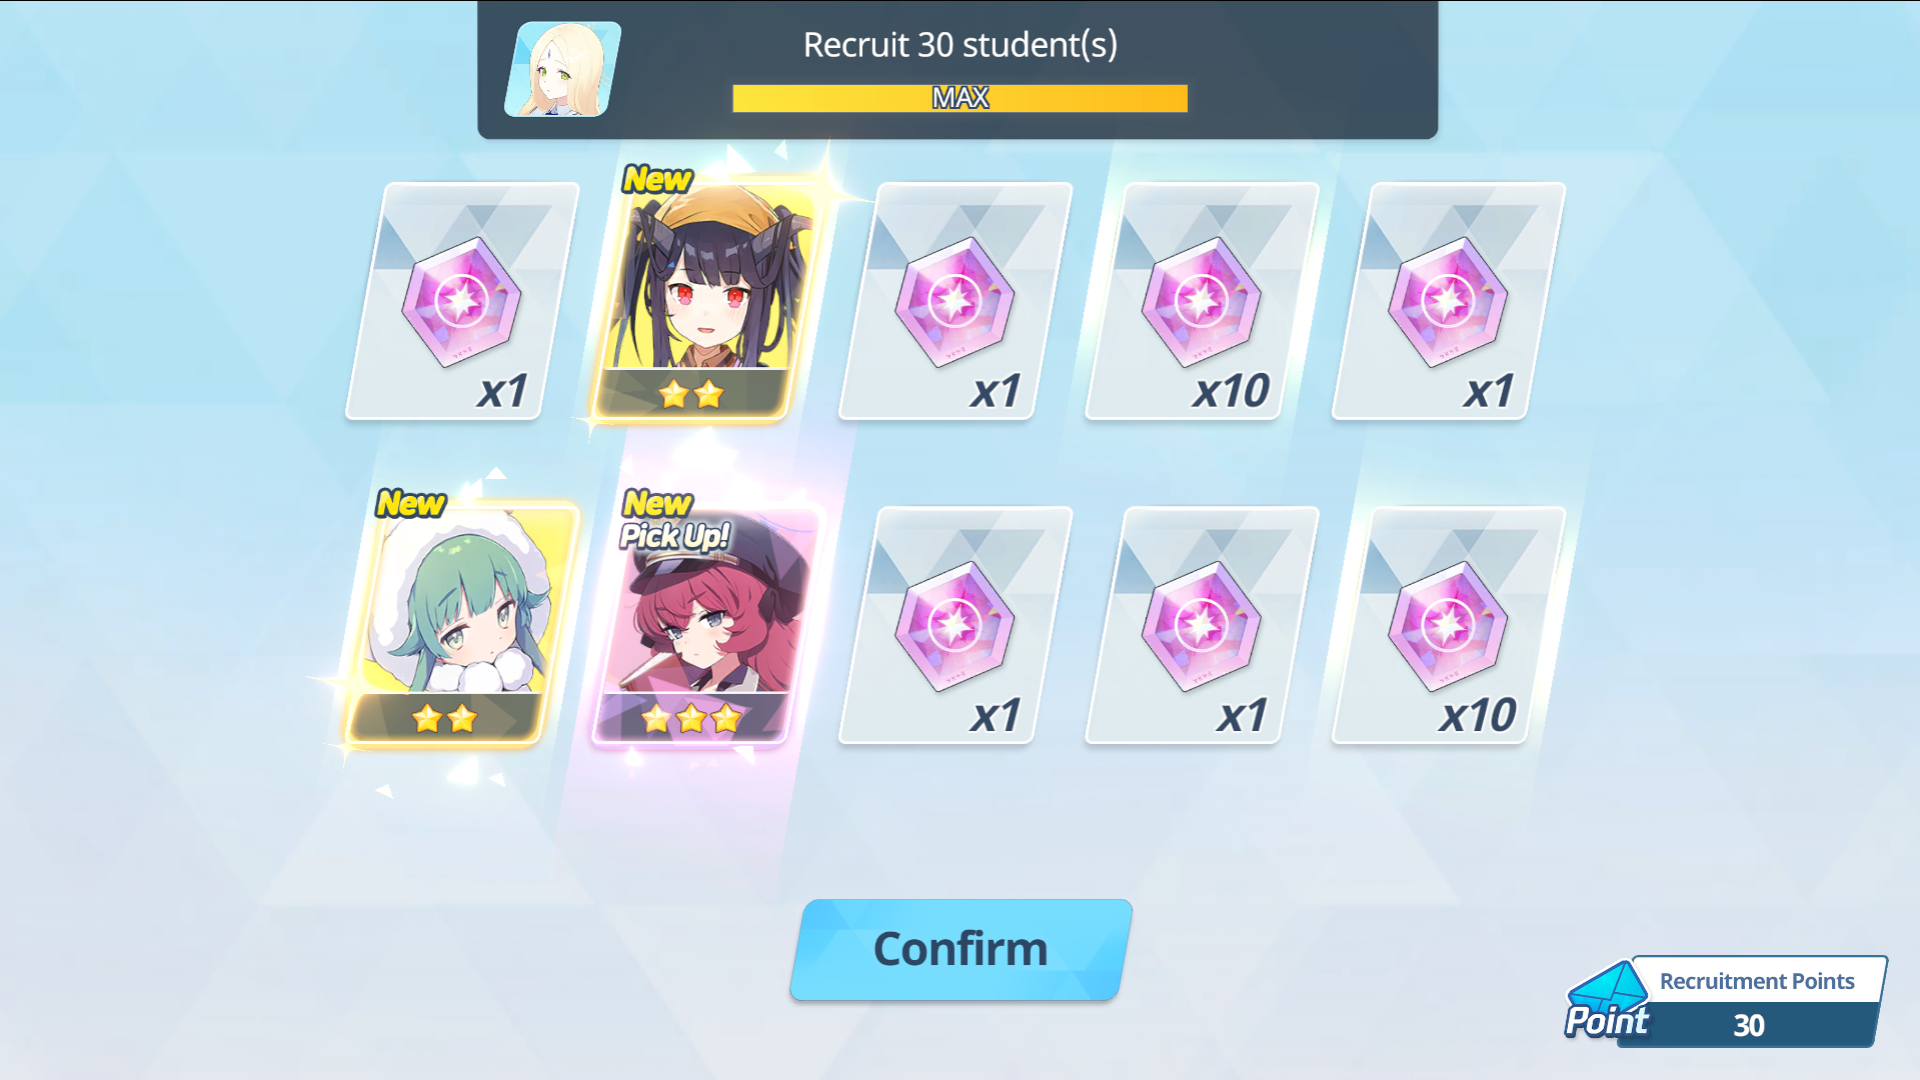 Recruit 30 student(s)
MAX
New
x1
x1
x10
x1
New
New
Pick Up!
x1
x1
x10
Confirm
Recruitment Points
Point
30